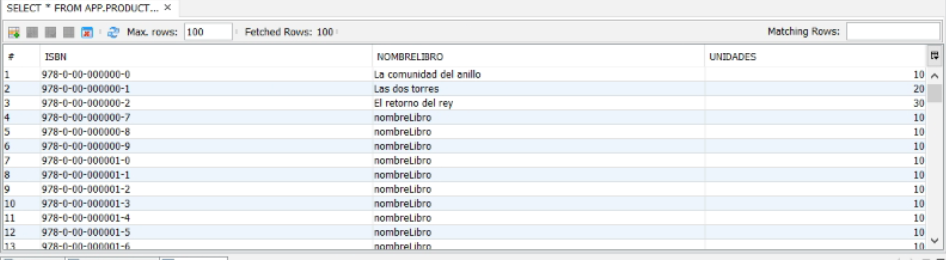 SELECT * FROM APP.PRODUCT... ×
Max. rows: 100 Fetched Rows: 100 Matching Rows:
# ISBN NOMBRELIBRO UNIDADES
1 978-0-00-000000-0 La comunidad del anillo 10
2 978-0-00-000000-1 Las dos torres 20
3 978-0-00-000000-2 El retorno del rey 30
4 978-0-00-000000-7 nombreLibro 10
5 978-0-00-000000-8 nombreLibro 10
6 978-0-00-000000-9 nombreLibro 10
7 978-0-00-000001-0 nombreLibro 10
8 978-0-00-000001-1 nombreLibro 10
9 978-0-00-000001-2 nombreLibro 10
10 978-0-00-000001-3 nombreLibro 10
11 978-0-00-000001-4 nombreLibro 10
12 978-0-00-000001-5 nombreLibro 10
13 978-0-00-000001-6 nombreLibro 10